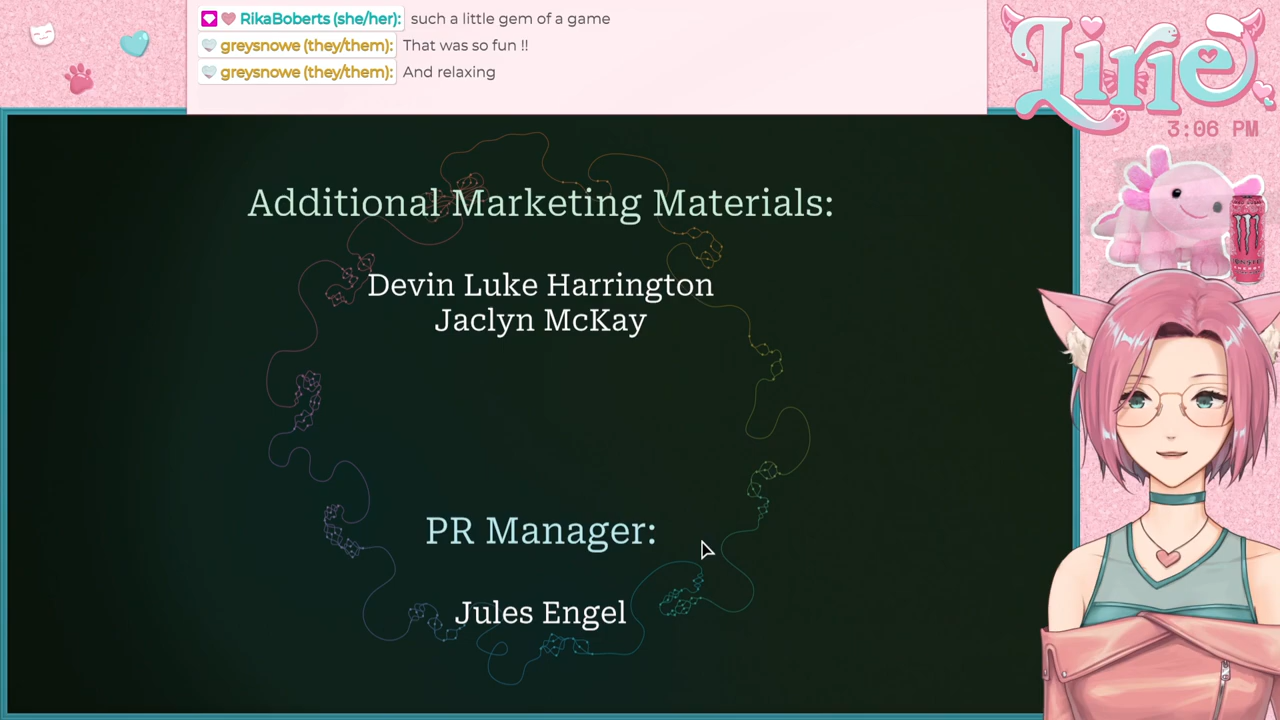 RikaBoberts (she/her): such a little gem of a game
greysnowe (they/them): That was so fun !!
greysnowe (they/them): And relaxing
Lirie
3:06 PM
Additional Marketing Materials:
Devin Luke Harrington
Jaclyn McKay
PR Manager:
Jules Engel